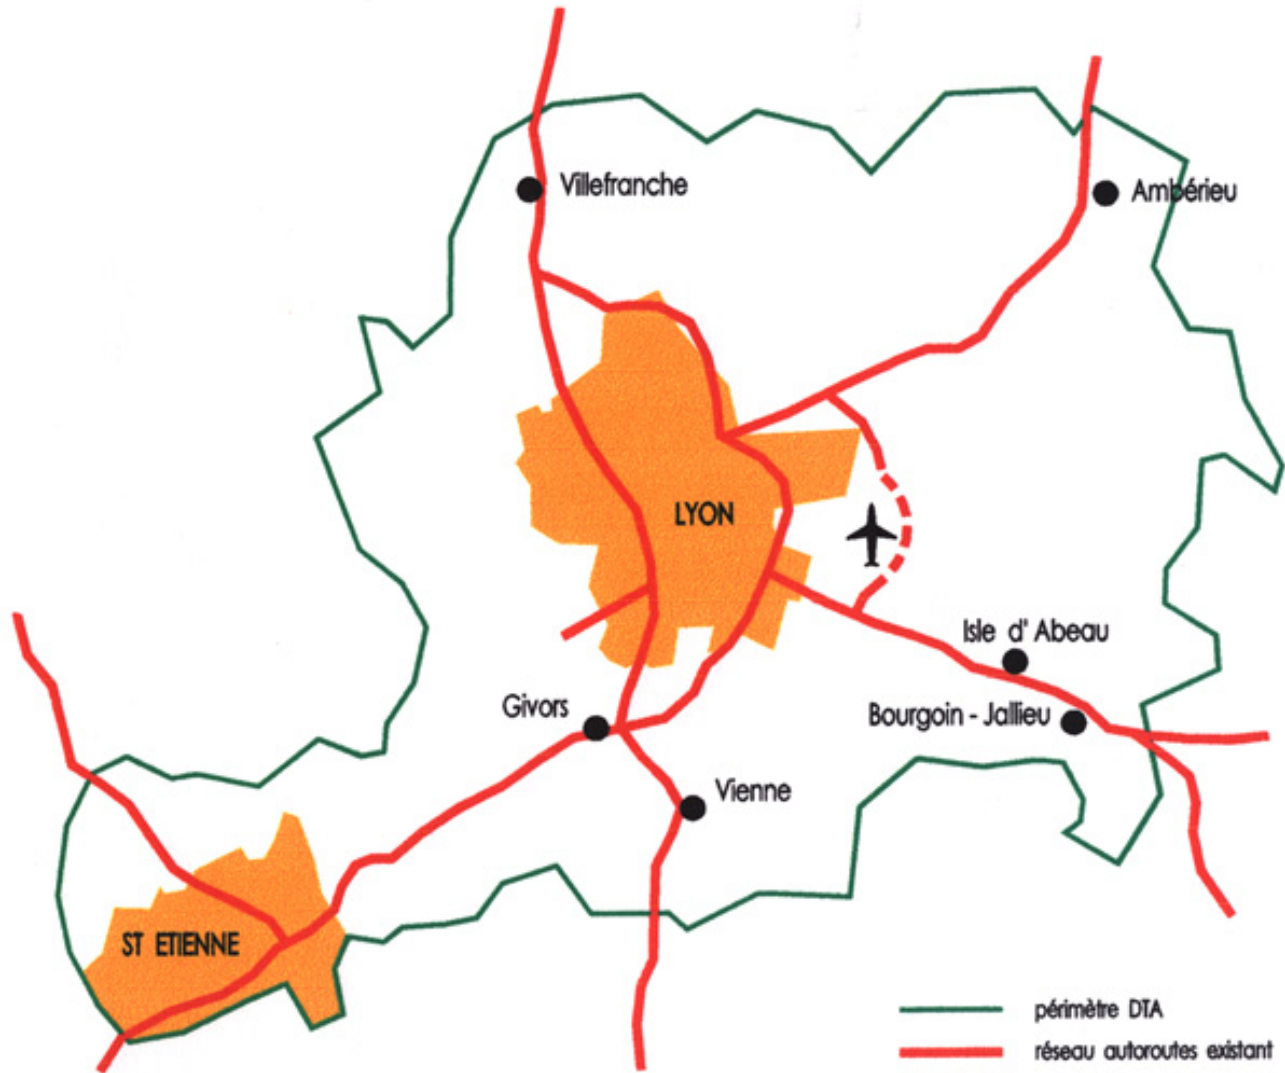 Villefranche
Ambérieu
LYON
Isle d' Abeau
Givors
Bourgoin - Jallieu
Vienne
ST ETIENNE
périmètre DTA
réseau autoroutes existant